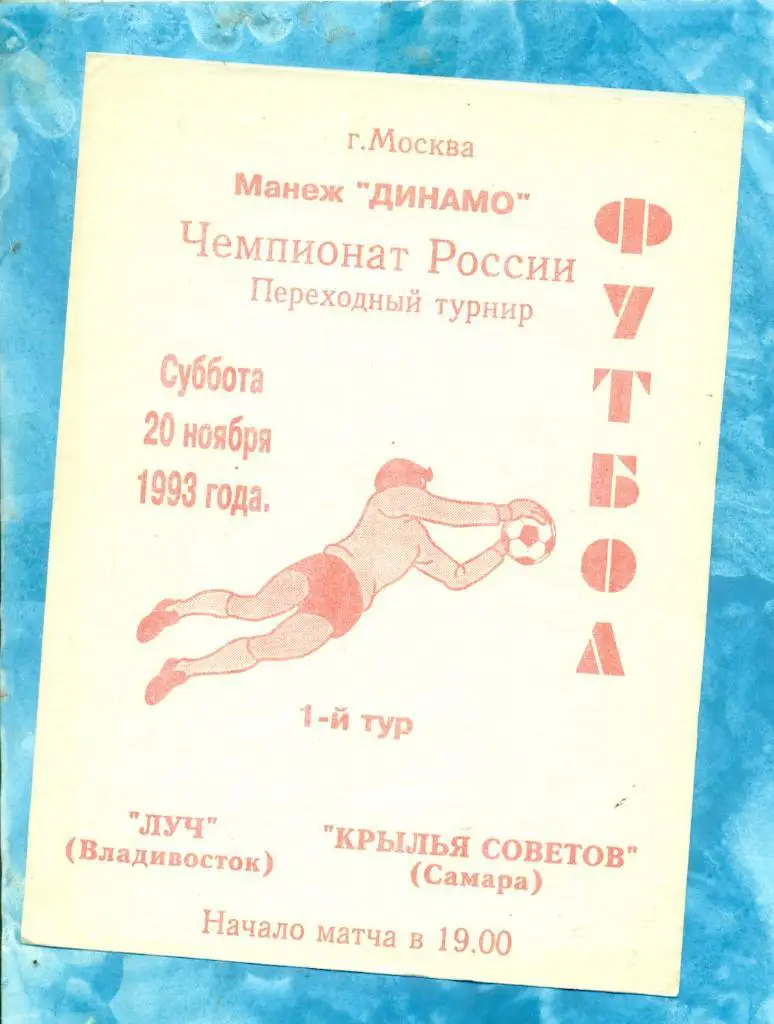 г.Москва
Манеж "ДИНАМО"
Чемпионат России
Переходный турнир
ФУТБОЛ
Суббота
20 ноября
1993 года.
1-й тур
"ЛУЧ"
(Владивосток)
"КРЫЛЬЯ СОВЕТОВ"
(Самара)
Начало матча в 19.00